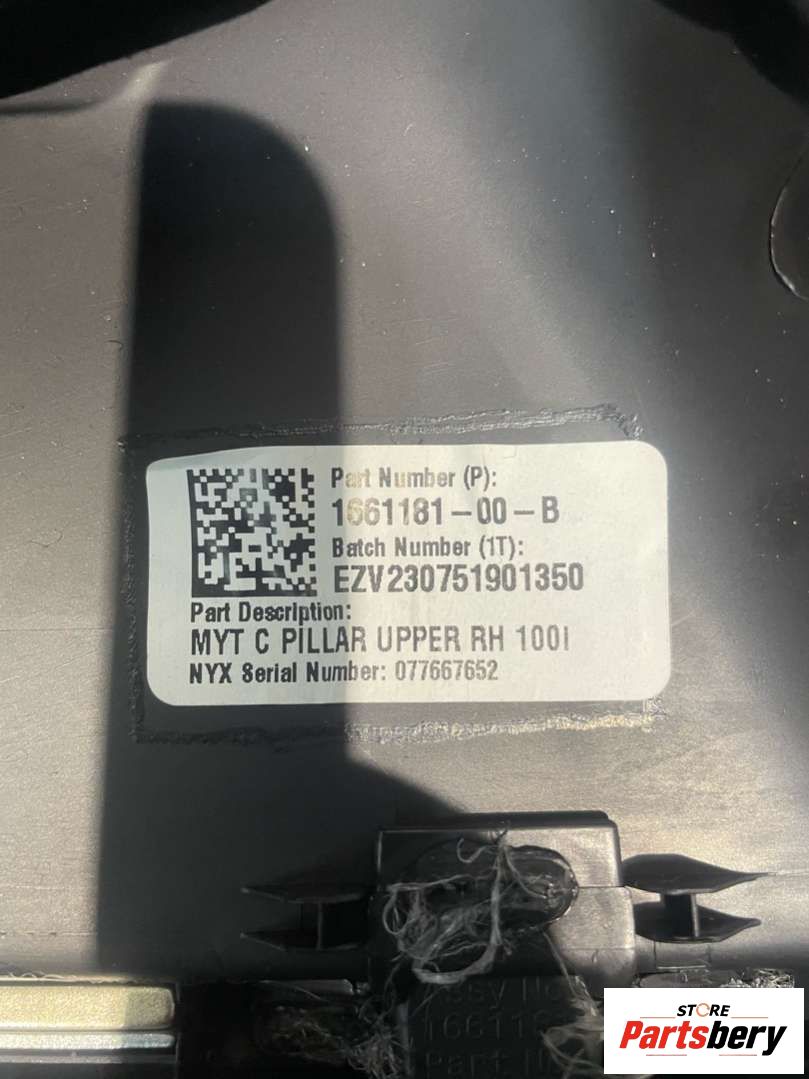 Part Number (P):
1661181-00-B
Batch Number (1T):
EZV230751901350
Part Description:
MYT C PILLAR UPPER RH 100I
NYX Serial Number: 077667652
Part
STORE
Partsbery